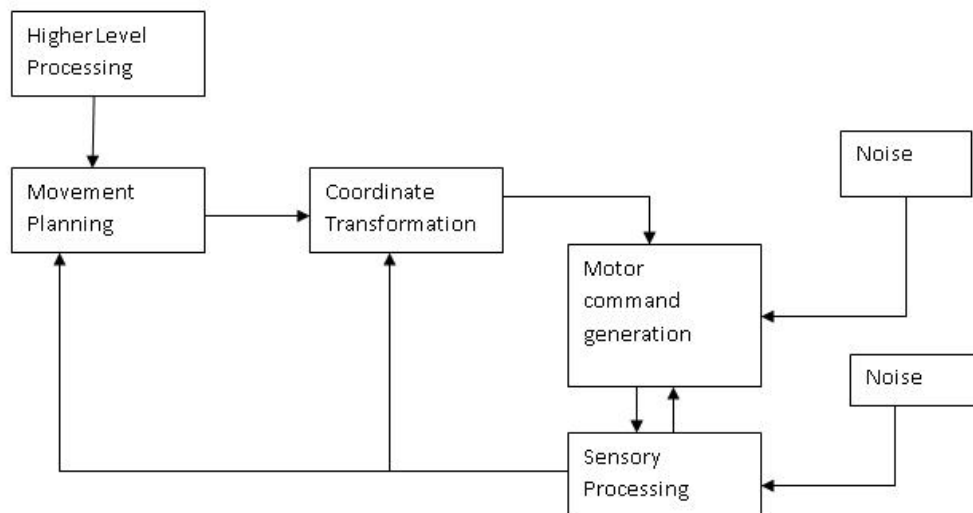 Higher Level
Processing
Movement
Planning
Coordinate
Transformation
Noise
Motor
command
generation
Noise
Sensory
Processing